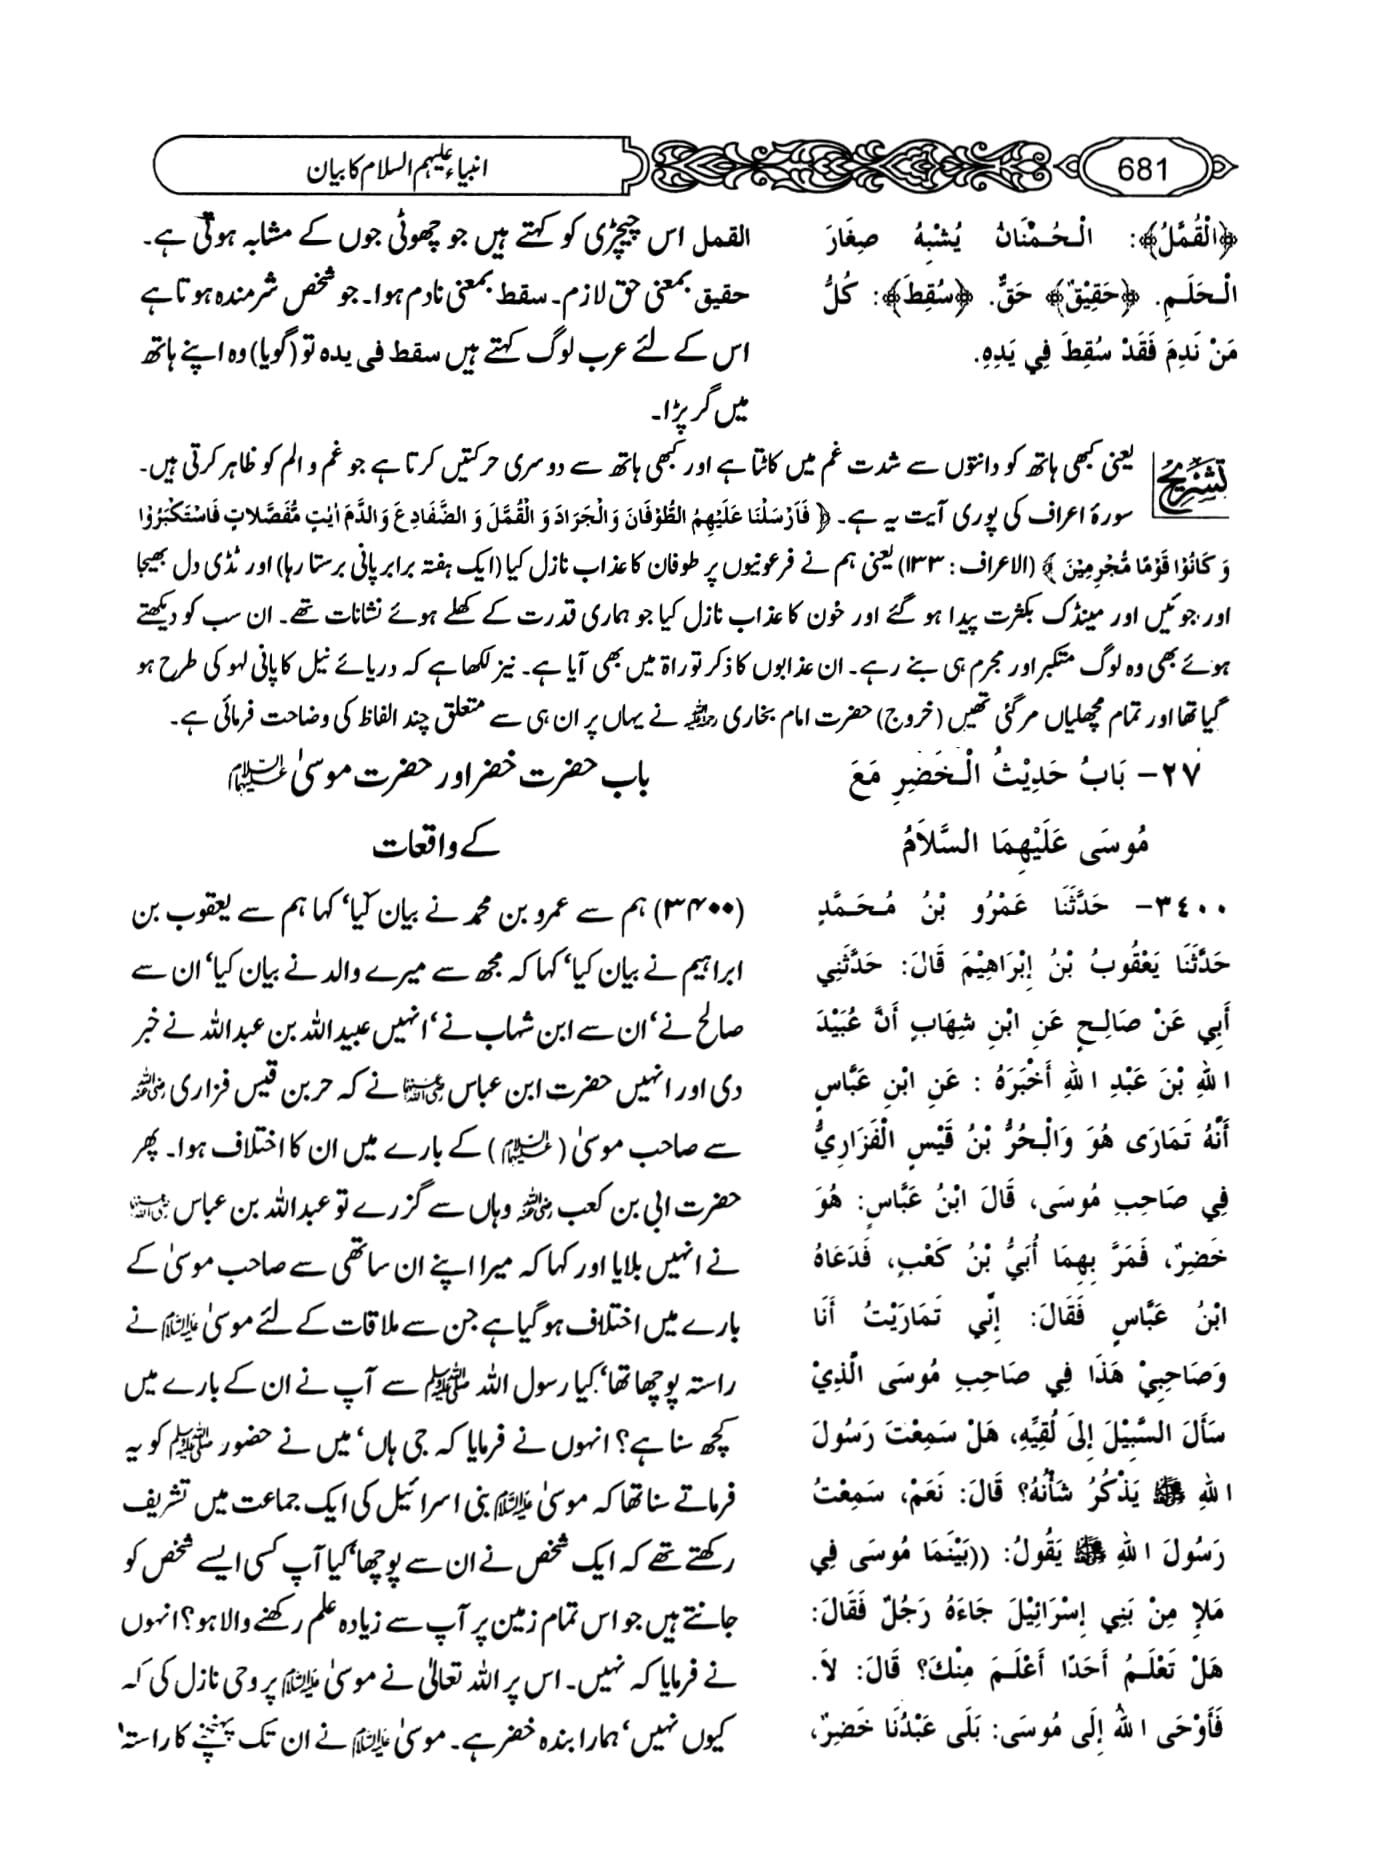 681
انبیاء علیہم السلام کا بیان
﴿الْقُمَّلُ﴾: الْـحُـمْنَانُ يُشْبِهُ صِغَارَ
الْـحَلَـمِ. ﴿حَقِيْقٌ﴾ حَقٌّ. ﴿سُقِطَ﴾: كُلُّ
مَنْ نَدِمَ فَقَدْ سُقِطَ فِي يَدِهِ.
القمل اس چیچڑی کو کہتے ہیں جو چھوٹی جوں کے مشابہ ہوتی ہے۔
حقیق بمعنی حق لازم۔ سقط بمعنی نادم ہوا۔ جو شخص شرمندہ ہوتا ہے
اس کے لئے عرب لوگ کہتے ہیں سقط فی یدہ تو (گویا) وہ اپنے ہاتھ
میں گر پڑا۔
تشریح یعنی کبھی ہاتھ کو دانتوں سے شدت غم میں کاٹتا ہے اور کبھی ہاتھ سے دوسری حرکتیں کرتا ہے جو غم و الم کو ظاہر کرتی ہیں۔
سورۂ اعراف کی پوری آیت یہ ہے۔ ﴿ فَاَرْسَلْنَا عَلَيْهِمُ الطُّوْفَانَ وَالْجَرَادَ وَ الْقُمَّلَ وَ الضَّفَادِعَ وَالدَّمَ اٰيٰتٍ مُّفَصَّلَاتٍ فَاسْتَكْبَرُوْا
وَ كَانُوْا قَوْمًا مُّجْرِمِيْنَ ﴾ (الاعراف : ۱۳۳) یعنی ہم نے فرعونیوں پر طوفان کا عذاب نازل کیا (ایک ہفتہ برابر پانی برستا رہا) اور ٹڈی دل بھیجا
اور جوئیں اور مینڈک بکثرت پیدا ہو گئے اور خون کا عذاب نازل کیا جو ہماری قدرت کے کھلے ہوئے نشانات تھے۔ ان سب کو دیکھتے
ہوئے بھی وہ لوگ متکبر اور مجرم ہی بنے رہے۔ ان عذابوں کا ذکر توراۃ میں بھی آیا ہے۔ نیز لکھا ہے کہ دریائے نیل کا پانی لہو کی طرح ہو
گیا تھا اور تمام مچھلیاں مر گئی تھیں (خروج) حضرت امام بخاری رحمہ اللہ نے یہاں پر ان ہی سے متعلق چند الفاظ کی وضاحت فرمائی ہے۔
۲۷- بَابُ حَدِيْثُ الْـخَضِرِ مَعَ
مُوسَى عَلَيْهِمَا السَّلاَمُ
باب حضرت خضر اور حضرت موسیٰ علیہما السلام
کے واقعات
٣٤٠٠- حَدَّثَنَا عَمْرُو بْنُ مُـحَـمَّدٍ
حَدَّثَنَا يَعْقُوبُ بْنُ إِبْرَاهِيْمَ قَالَ: حَدَّثَنِي
أَبِي عَنْ صَالِـحٍ عَنِ ابْنِ شِهَابٍ أَنَّ عُبَيْدَ
اللهِ بْنَ عَبْدِ اللهِ أَخْبَرَهُ : عَنِ ابْنِ عَبَّاسٍ
أَنَّهُ تَمَارَى هُوَ وَالْـحُرُّ بْنُ قَيْسٍ الْفَزَارِيُّ
فِي صَاحِبِ مُوسَى، قَالَ ابْنُ عَبَّاسٍ: هُوَ
خَضِرٌ، فَمَرَّ بِهِمَا أُبَيُّ بْنُ كَعْبٍ، فَدَعَاهُ
ابْنُ عَبَّاسٍ فَقَالَ: إِنِّي تَمَارَيْتُ أَنَا
وَصَاحِبِيْ هَذَا فِي صَاحِبِ مُوسَى الَّذِيْ
سَأَلَ السَّبِيْلَ إِلَى لُقِيِّهِ، هَلْ سَمِعْتَ رَسُولَ
اللهِ ﷺ يَذْكُرُ شَأْنَهُ؟ قَالَ: نَعَمْ، سَمِعْتُ
رَسُولَ اللهِ ﷺ يَقُولُ: ((بَيْنَمَا مُوسَى فِي
مَلإٍ مِنْ بَنِي إِسْرَائِيْلَ جَاءَهُ رَجُلٌ فَقَالَ:
هَلْ تَعْلَـمُ أَحَدًا أَعْلَـمَ مِنْكَ؟ قَالَ: لاَ.
فَأَوْحَى اللهُ إِلَى مُوسَى: بَلَى عَبْدُنَا خَضِرٌ،
(۳۴۰۰) ہم سے عمرو بن محمد نے بیان کیا‘ کہا ہم سے یعقوب بن
ابراہیم نے بیان کیا‘ کہا کہ مجھ سے میرے والد نے بیان کیا‘ ان سے
صالح نے‘ ان سے ابن شہاب نے‘ انہیں عبیداللہ بن عبداللہ نے خبر
دی اور انہیں حضرت ابن عباس رضی اللہ عنہما نے کہ حر بن قیس فزاری رضی اللہ عنہ
سے صاحب موسیٰ (علیہما السلام) کے بارے میں ان کا اختلاف ہوا۔ پھر
حضرت ابی بن کعب رضی اللہ عنہ وہاں سے گزرے تو عبداللہ بن عباس رضی اللہ عنہما
نے انہیں بلایا اور کہا کہ میرا اپنے ان ساتھی سے صاحب موسیٰ کے
بارے میں اختلاف ہو گیا ہے جن سے ملاقات کے لئے موسیٰ علیہ السلام نے
راستہ پوچھا تھا‘ کیا رسول اللہ ﷺ سے آپ نے ان کے بارے میں
کچھ سنا ہے؟ انہوں نے فرمایا کہ جی ہاں‘ میں نے حضور ﷺ کو یہ
فرماتے سنا تھا کہ موسیٰ علیہ السلام بنی اسرائیل کی ایک جماعت میں تشریف
رکھتے تھے کہ ایک شخص نے ان سے پوچھا‘ کیا آپ کسی ایسے شخص کو
جانتے ہیں جو اس تمام زمین پر آپ سے زیادہ علم رکھنے والا ہو؟ انہوں
نے فرمایا کہ نہیں۔ اس پر اللہ تعالیٰ نے موسیٰ علیہ السلام پر وحی نازل کی کہ
کیوں نہیں‘ ہمارا بندہ خضر ہے۔ موسیٰ علیہ السلام نے ان تک پہنچنے کا راستہ